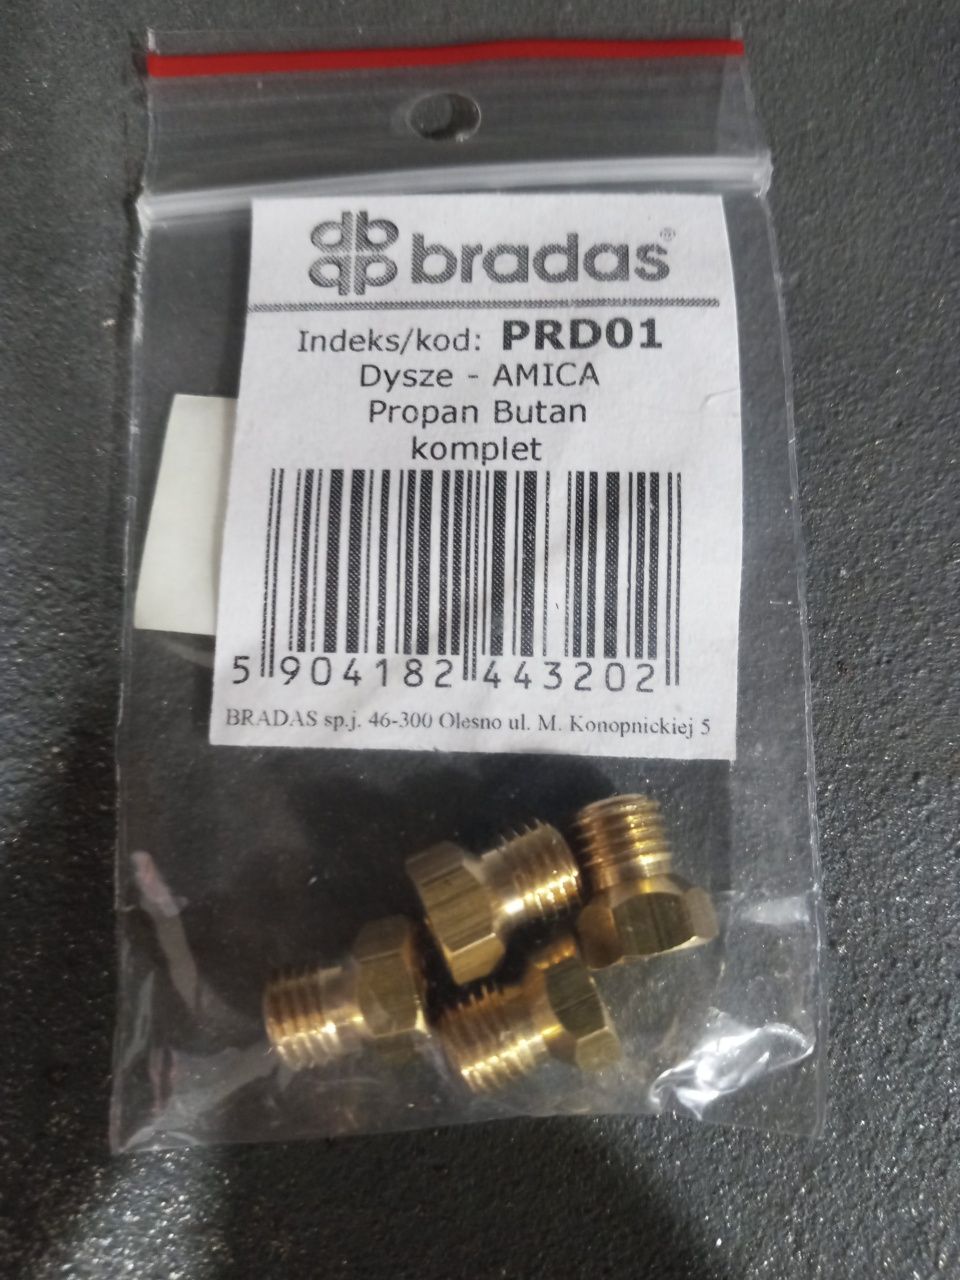 bradas®
Indeks/kod: PRD01
Dysze - AMICA
Propan Butan
komplet
5 904182 443202
BRADAS sp.j. 46-300 Olesno ul. M. Konopnickiej 5